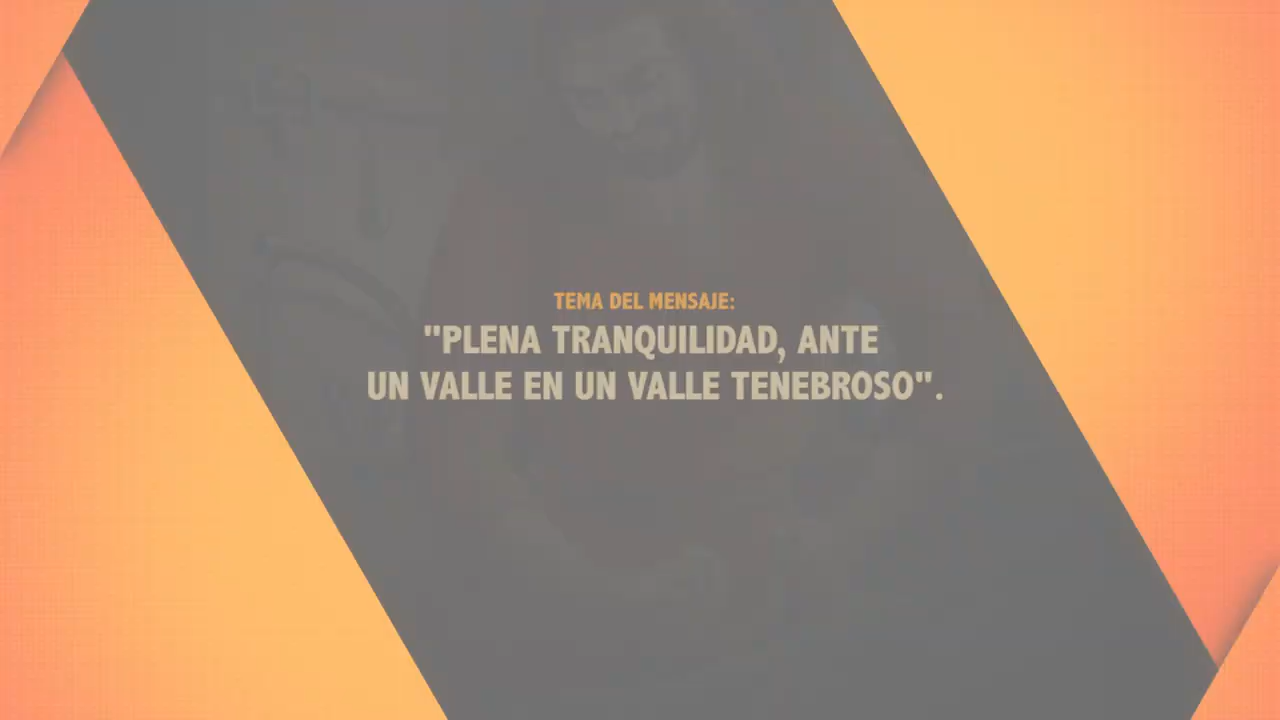 TEMA DEL MENSAJE:
"PLENA TRANQUILIDAD, ANTE
UN VALLE EN UN VALLE TENEBROSO".